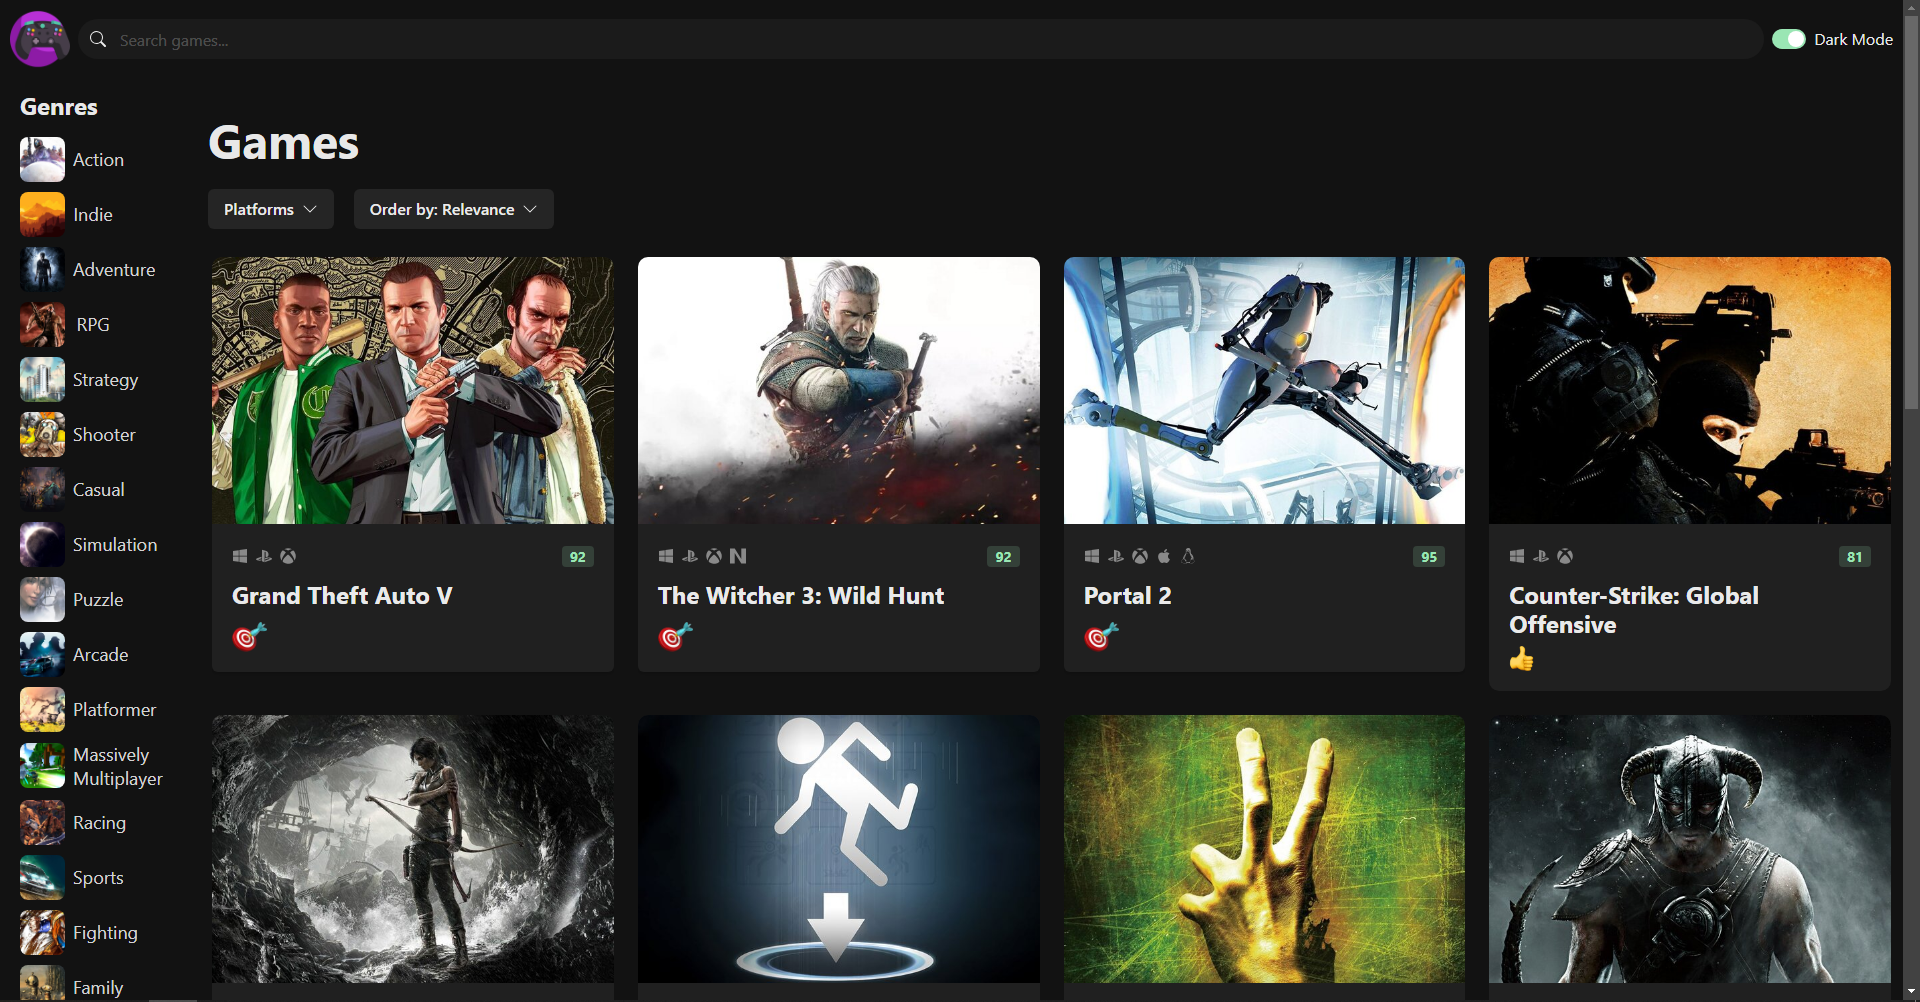 Search games...
Dark Mode
Genres
Action
Indie
Adventure
RPG
Strategy
Shooter
Casual
Simulation
Puzzle
Arcade
Platformer
Massively
Multiplayer
Racing
Sports
Fighting
Family
Games
Platforms
Order by: Relevance
92
Grand Theft Auto V
92
The Witcher 3: Wild Hunt
95
Portal 2
81
Counter-Strike: Global
Offensive